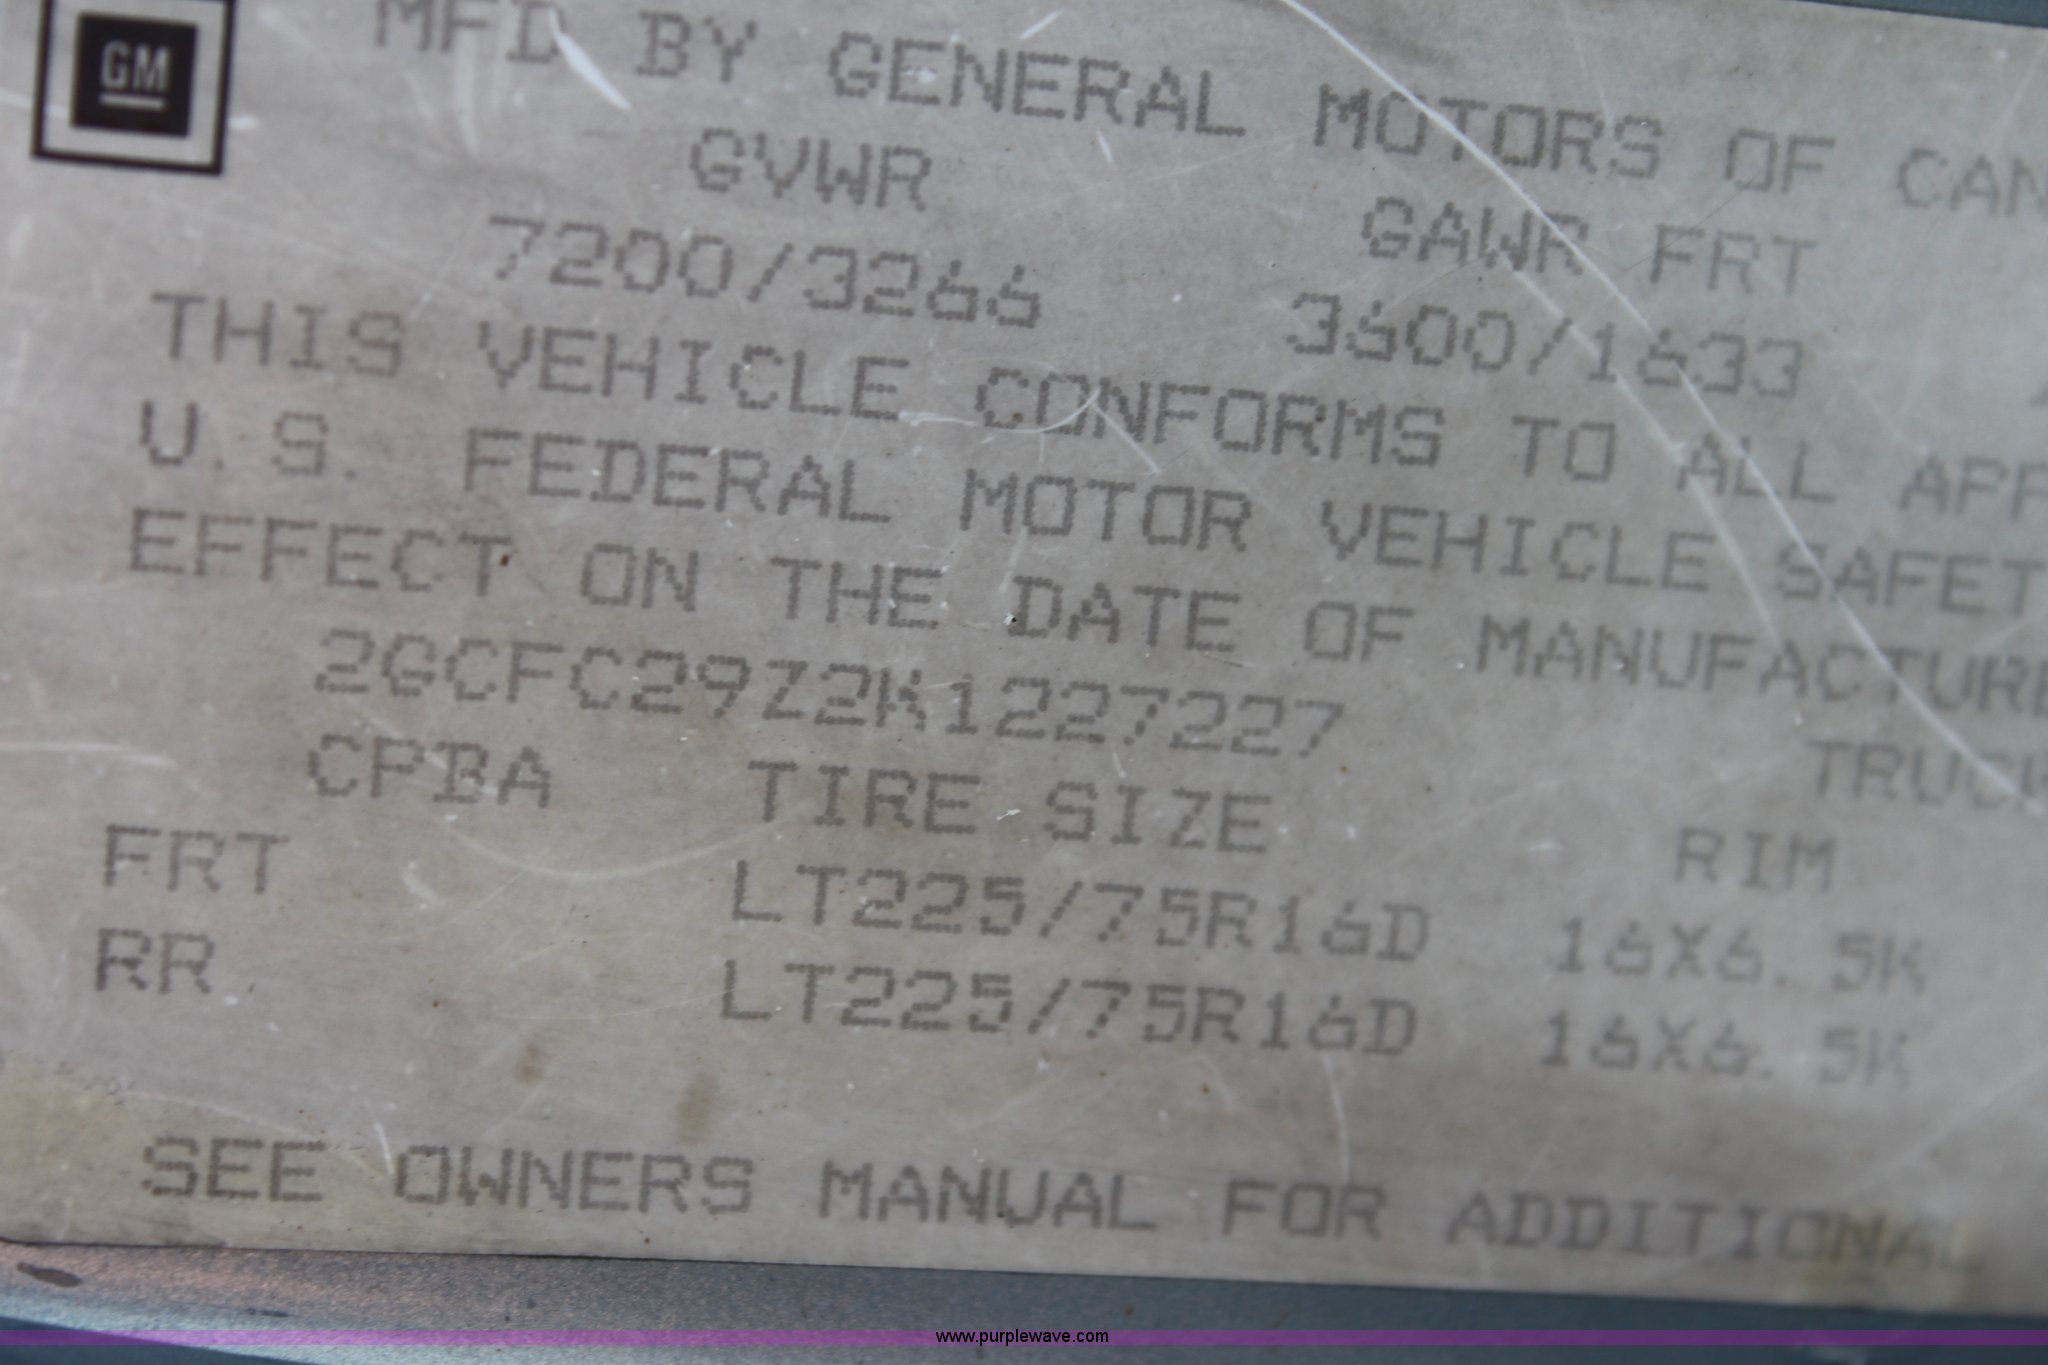 GM
MFD BY GENERAL MOTORS OF CAN
GVWR GAWR FRT
7200/3266 3600/1633
THIS VEHICLE CONFORMS TO ALL APP
U.S. FEDERAL MOTOR VEHICLE SAFET
EFFECT ON THE DATE OF MANUFACTURE
2GCFC29Z2K1227227
TRUCK
CPBA TIRE SIZE RIM
FRT LT225/75R16D 16X6.5K
RR LT225/75R16D 16X6.5K
SEE OWNERS MANUAL FOR ADDITIONAL
www.purplewave.com